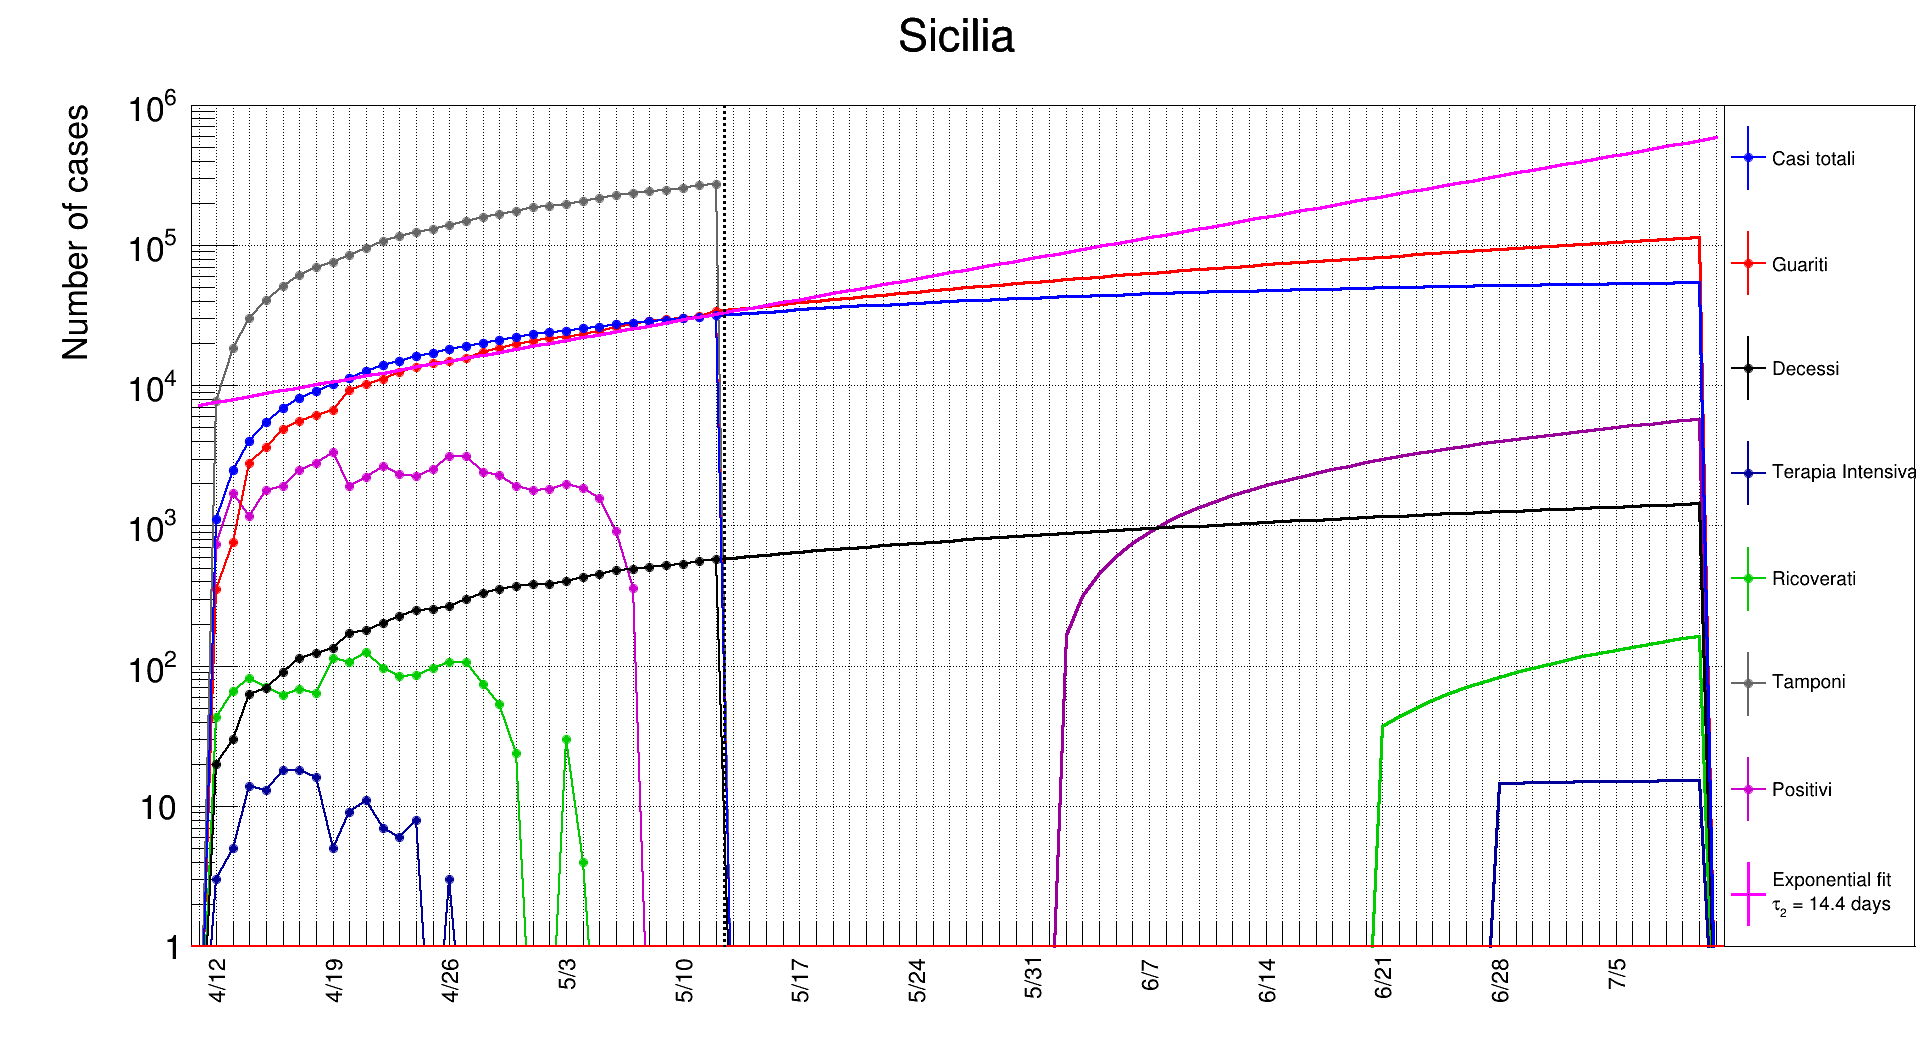 Sicilia
Number of cases
10^6
10^5
10^4
10^3
10^2
10
1
4/12
4/19
4/26
5/3
5/10
5/17
5/24
5/31
6/7
6/14
6/21
6/28
7/5
Casi totali
Guariti
Decessi
Terapia Intensiva
Ricoverati
Tamponi
Positivi
Exponential fit
τ₂ = 14.4 days